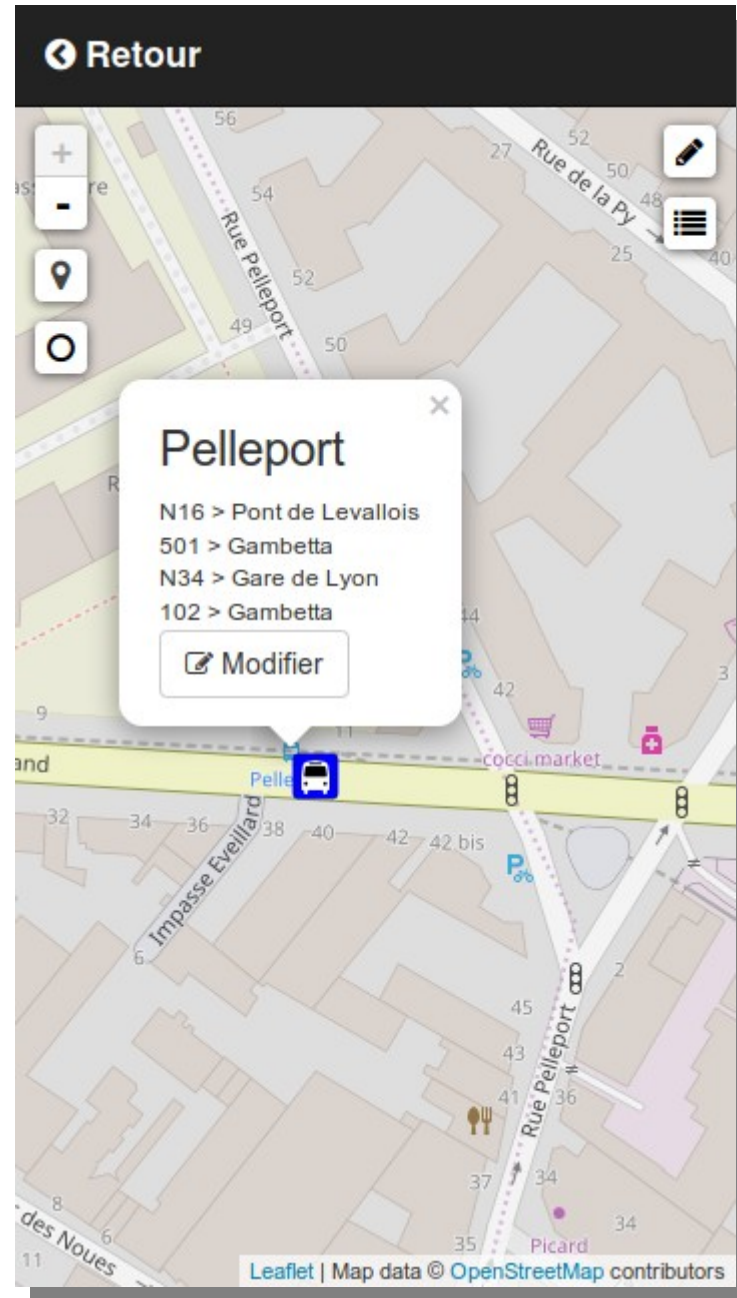 Retour
56
52
27
Rue de la Py
50
+
-
re
54
48
Rue Pelleport
25
40
52
49
50
×
Pelleport
N16 > Pont de Levallois
501 > Gambetta
N34 > Gare de Lyon
102 > Gambetta
Modifier
44
42
3
9
11
cocci market
and
Pelle
32
34
36
38
40
42
42 bis
Impasse Eveillard
6
2
45
43
Rue Pelleport
41
36
37
34
8
des Noues
6
34
11
35
Picard
Leaflet | Map data © OpenStreetMap contributors